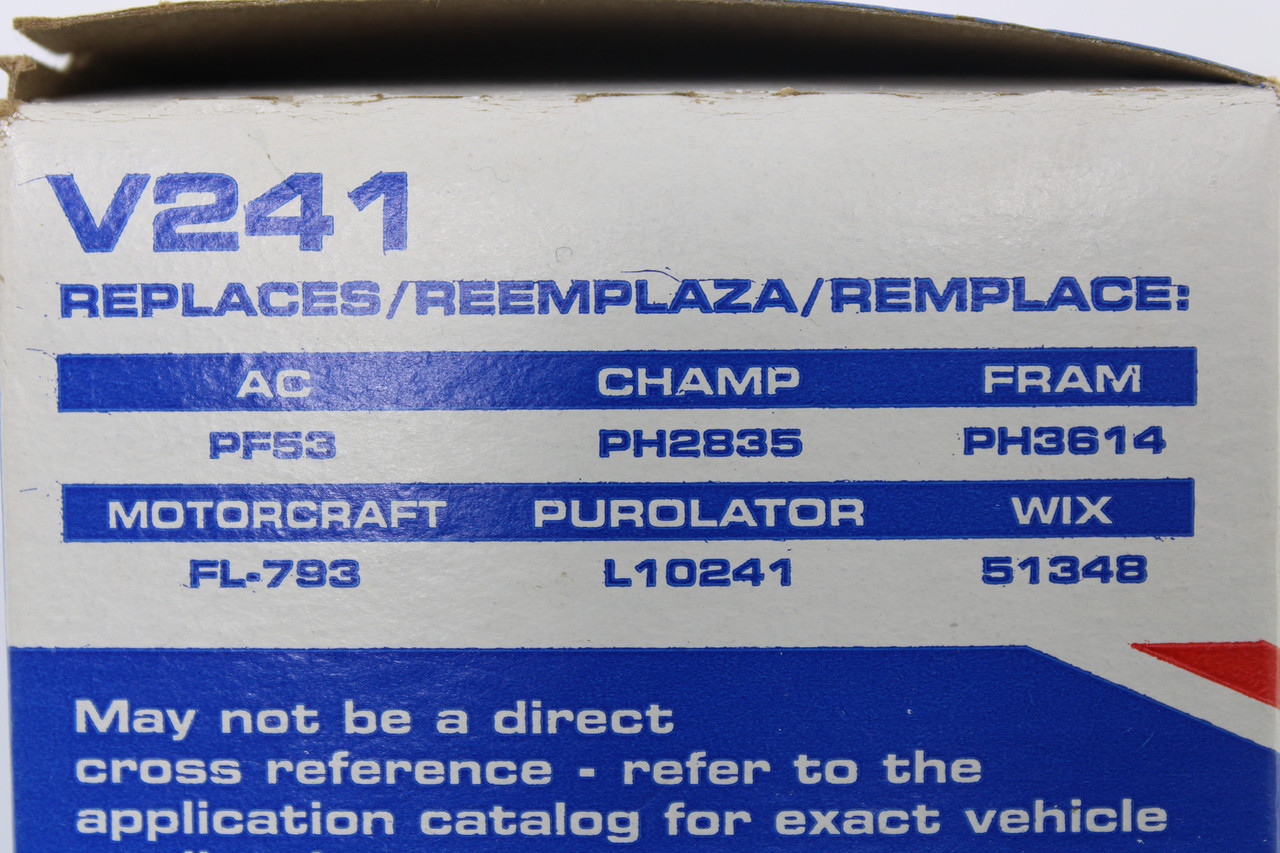 V241
REPLACES/REEMPLAZA/REMPLACE:
AC CHAMP FRAM
PF53 PH2835 PH3614
MOTORCRAFT PUROLATOR WIX
FL-793 L10241 51348
May not be a direct
cross reference - refer to the
application catalog for exact vehicle